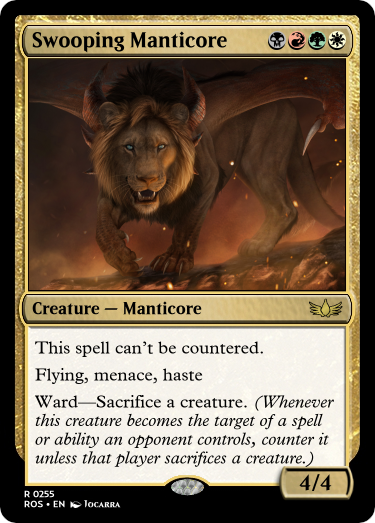 Swooping Manticore
Creature — Manticore
This spell can't be countered.
Flying, menace, haste
Ward—Sacrifice a creature. (Whenever
this creature becomes the target of a spell
or ability an opponent controls, counter it
unless that player sacrifices a creature.)
4/4
R 0255
ROS • EN Jocarra